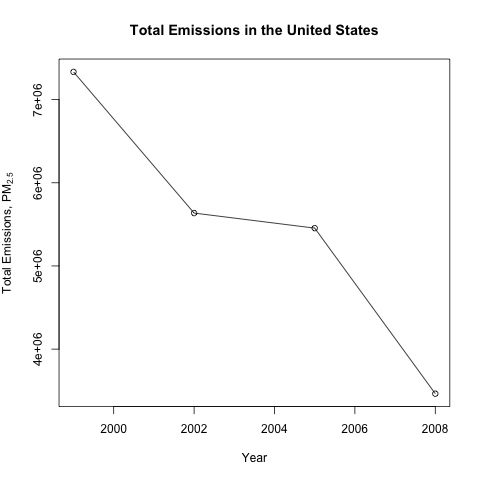 Total Emissions in the United States
Total Emissions, PM2.5
7e+06
6e+06
5e+06
4e+06
2000 2002 2004 2006 2008
Year